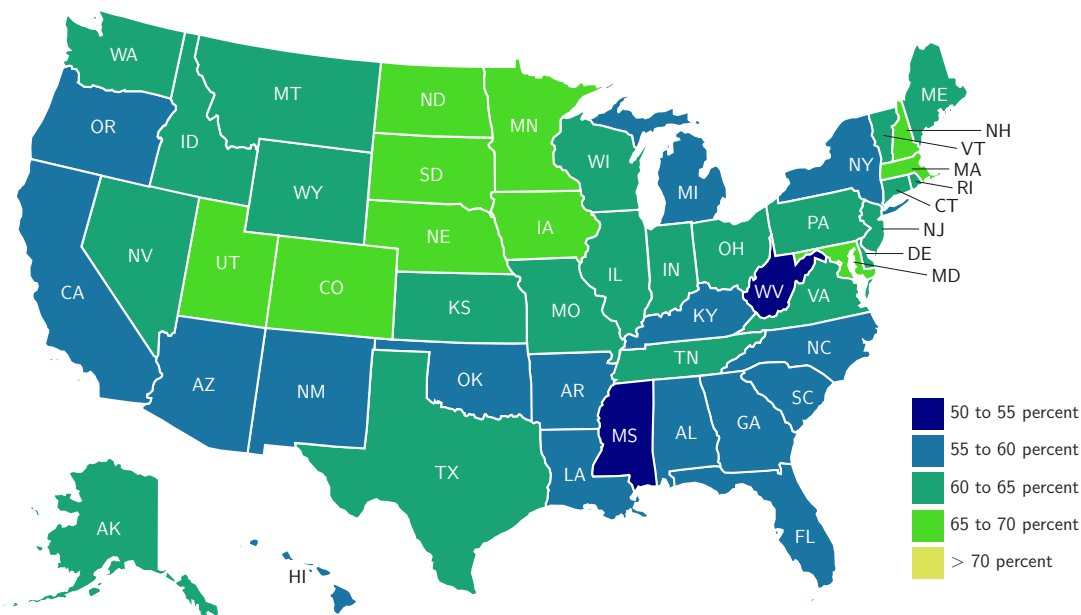 WA
ME
MT
ND
OR
MN
NH
ID
VT
WI
NY
MA
SD
RI
WY
MI
CT
PA
IA
NJ
NE
OH
NV
DE
UT
IN
IL
MD
CO
CA
WV
VA
KS
MO
KY
NC
TN
OK
AZ
NM
AR
SC
50 to 55 percent
GA
MS
AL
55 to 60 percent
TX
LA
60 to 65 percent
AK
65 to 70 percent
FL
> 70 percent
HI